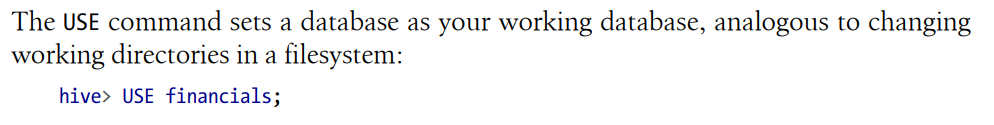 The USE command sets a database as your working database, analogous to changing
working directories in a filesystem:
hive> USE financials;